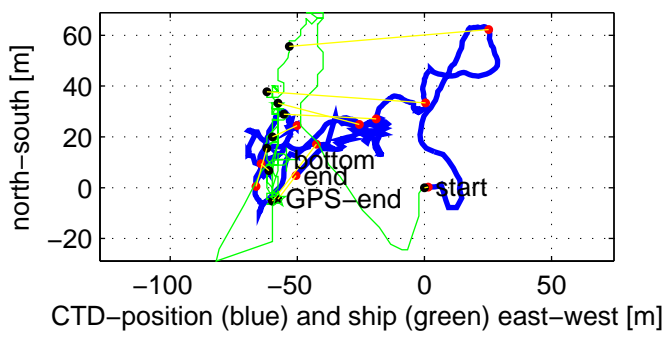 60
40
20
0
−20
−100
−50
0
50
north−south [m]
bottom
end
GPS−end
start
CTD−position (blue) and ship (green) east−west [m]